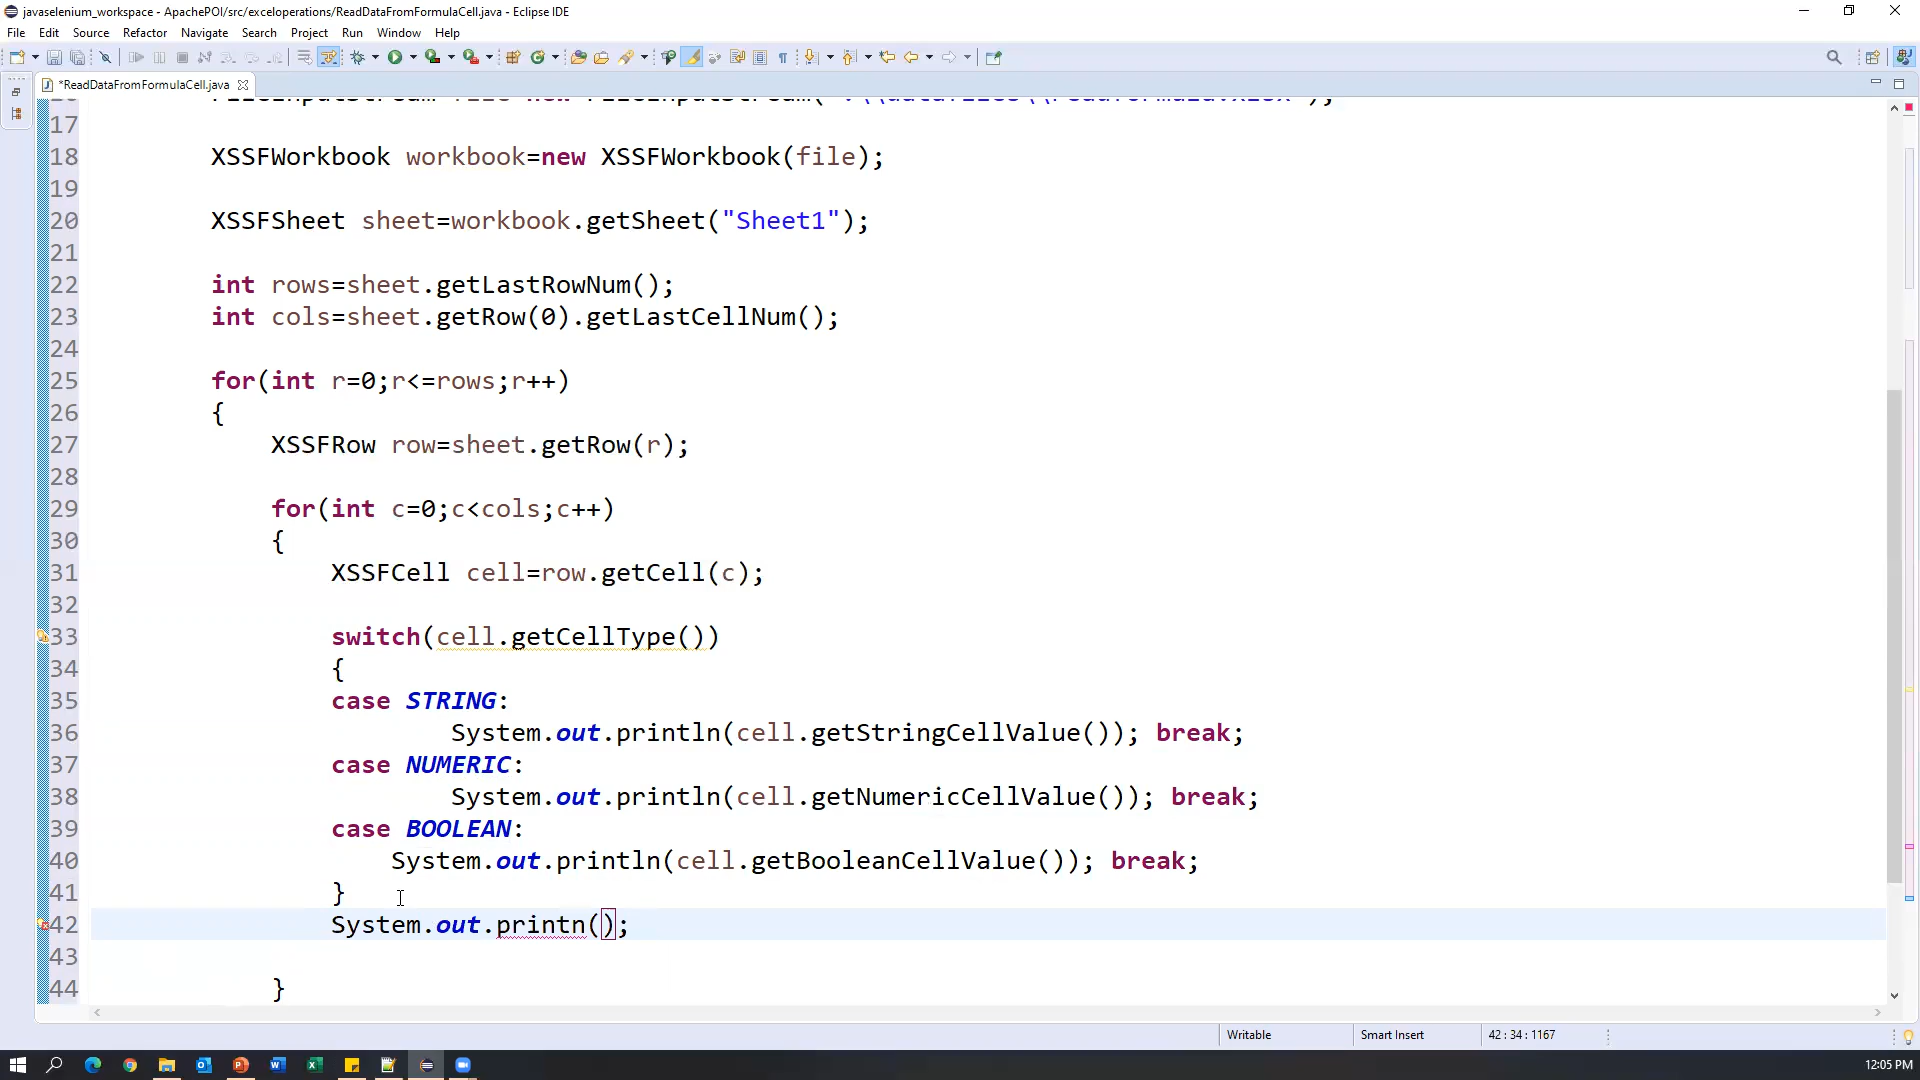 javaselenium_workspace - ApachePOI/src/exceloperations/ReadDataFromFormulaCell.java - Eclipse IDE
File Edit Source Refactor Navigate Search Project Run Window Help
*ReadDataFromFormulaCell.java
17
18 XSSFWorkbook workbook=new XSSFWorkbook(file);
19
20 XSSFSheet sheet=workbook.getSheet("Sheet1");
21
22 int rows=sheet.getLastRowNum();
23 int cols=sheet.getRow(0).getLastCellNum();
24
25 for(int r=0;r<=rows;r++)
26 {
27 XSSFRow row=sheet.getRow(r);
28
29 for(int c=0;c<cols;c++)
30 {
31 XSSFCell cell=row.getCell(c);
32
33 switch(cell.getCellType())
34 {
35 case STRING:
36 System.out.println(cell.getStringCellValue()); break;
37 case NUMERIC:
38 System.out.println(cell.getNumericCellValue()); break;
39 case BOOLEAN:
40 System.out.println(cell.getBooleanCellValue()); break;
41 }
42 System.out.printn();
43
44 }
Writable Smart Insert 42 : 34 : 1167
12:05 PM